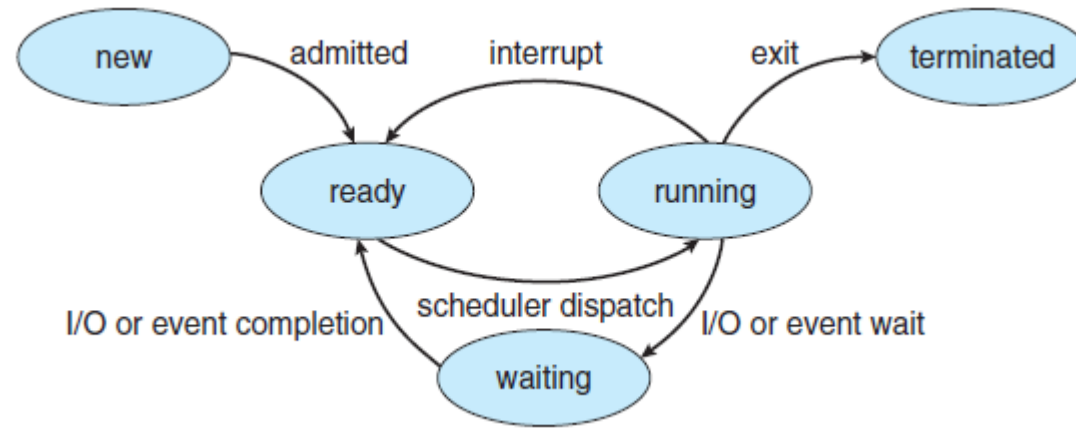 new
admitted
interrupt
exit
terminated
ready
running
scheduler dispatch
I/O or event completion
I/O or event wait
waiting